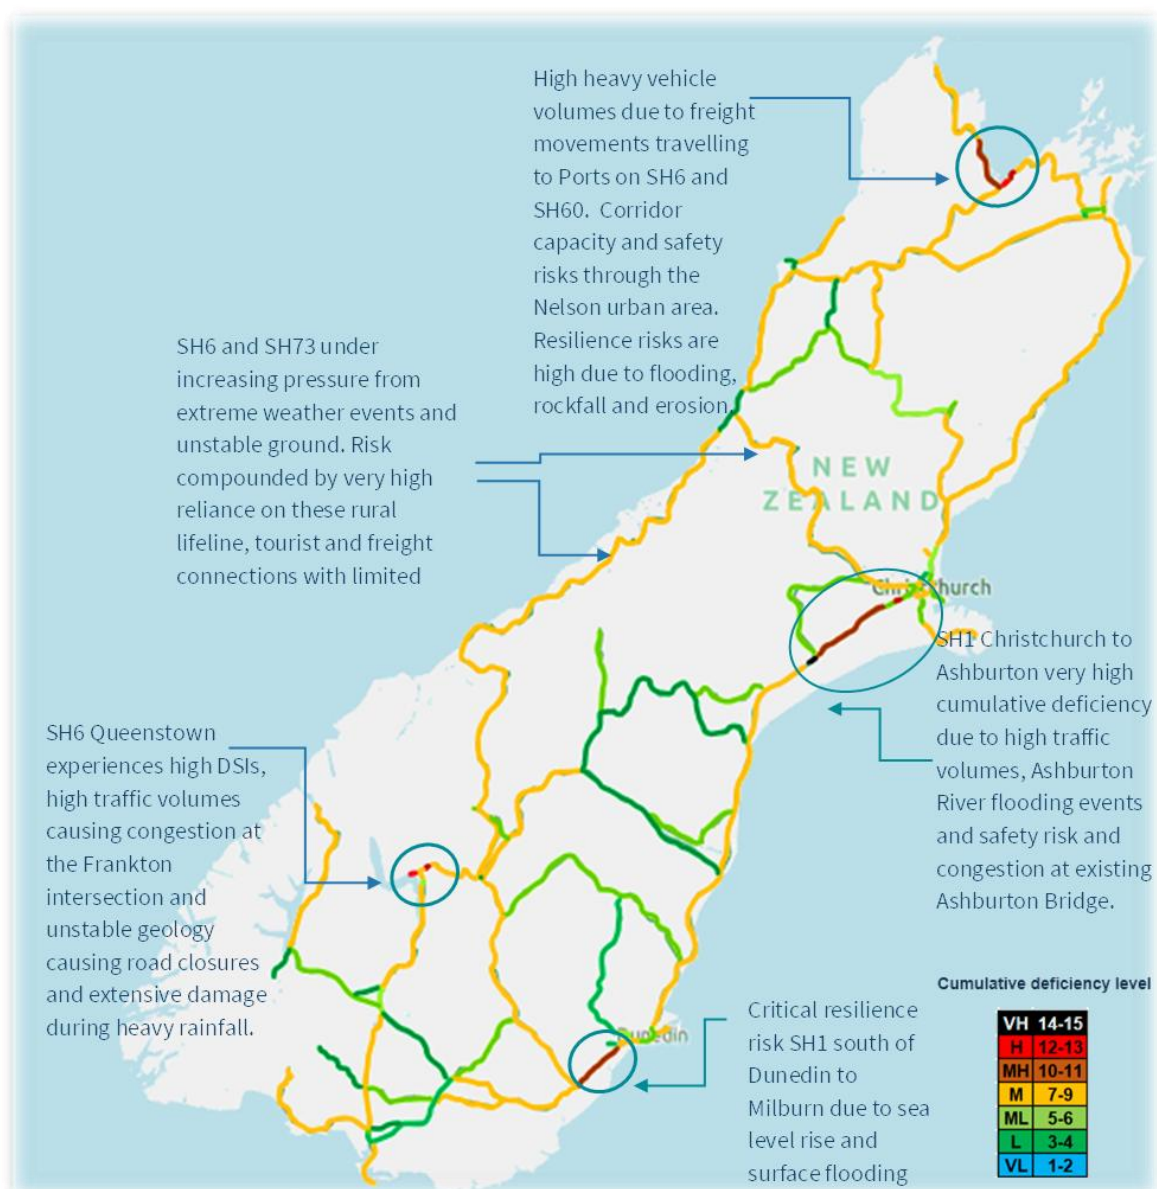 High heavy vehicle
volumes due to freight
movements travelling
to Ports on SH6 and
SH60. Corridor
capacity and safety
risks through the
Nelson urban area.
Resilience risks are
high due to flooding,
rockfall and erosion
SH6 and SH73 under
increasing pressure from
extreme weather events and
unstable ground. Risk
compounded by very high
reliance on these rural
lifeline, tourist and freight
connections with limited
NEW
ZEALAND
Christchurch
SH1 Christchurch to
Ashburton very high
cumulative deficiency
due to high traffic
volumes, Ashburton
River flooding events
and safety risk and
congestion at existing
Ashburton Bridge.
SH6 Queenstown
experiences high DSIs,
high traffic volumes
causing congestion at
the Frankton
intersection and
unstable geology
causing road closures
and extensive damage
during heavy rainfall.
Dunedin
Critical resilience
risk SH1 south of
Dunedin to
Milburn due to sea
level rise and
surface flooding
Cumulative deficiency level
VH 14-15
H 12-13
MH 10-11
M 7-9
ML 5-6
L 3-4
VL 1-2